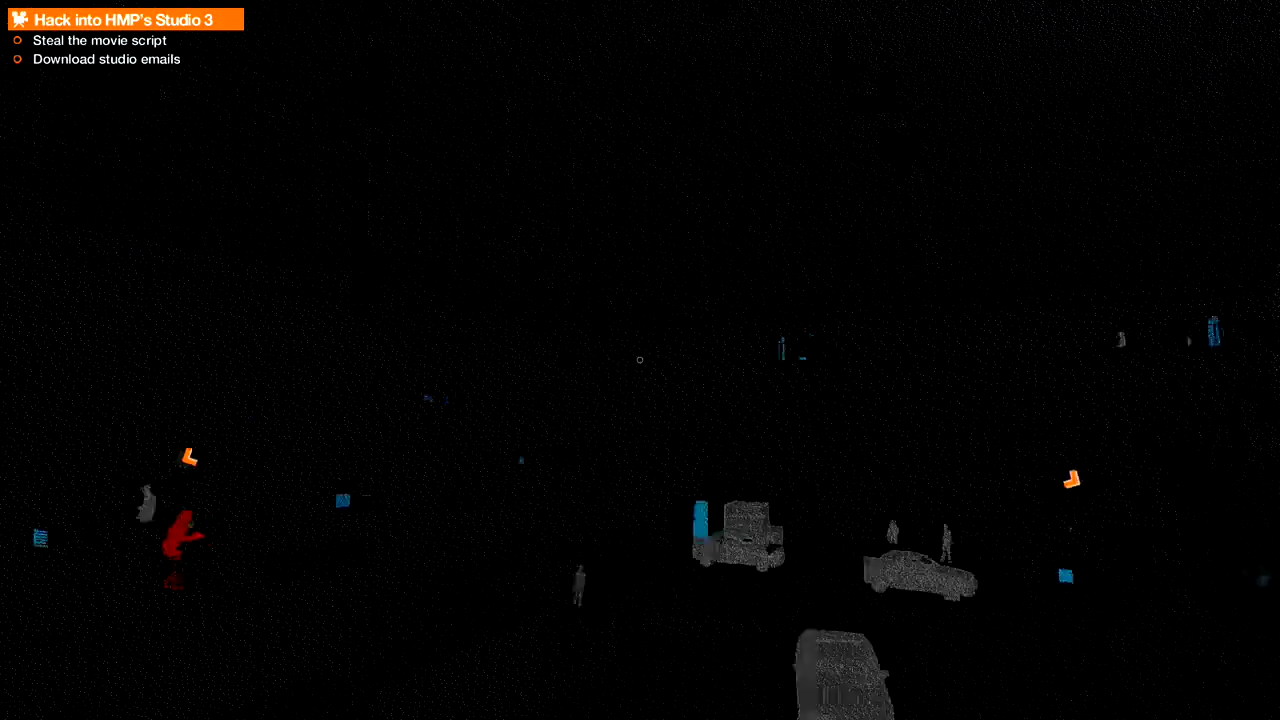 Hack into HMP's Studio 3
Steal the movie script
Download studio emails